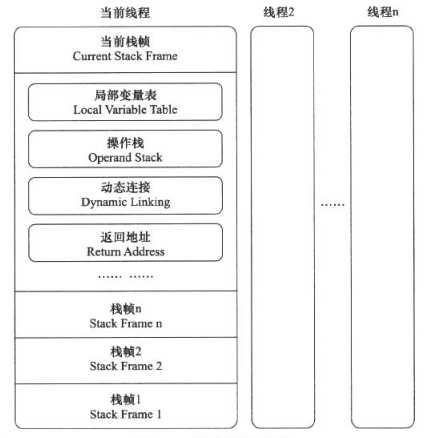 当前线程
线程2
线程n
当前栈帧
Current Stack Frame
局部变量表
Local Variable Table
操作栈
Operand Stack
动态连接
Dynamic Linking
返回地址
Return Address
…… ……
……
栈帧n
Stack Frame n
栈帧2
Stack Frame 2
栈帧1
Stack Frame 1